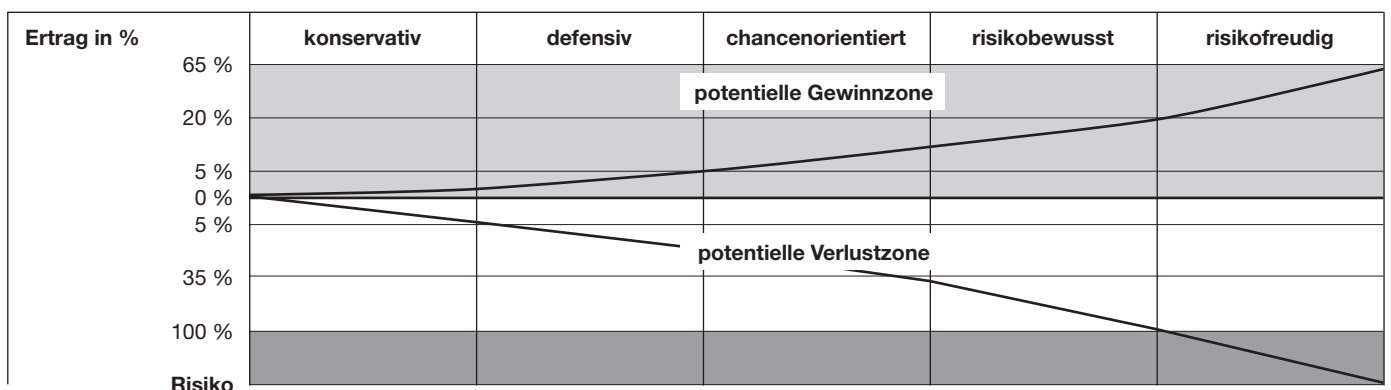 Ertrag in % konservativ defensiv chancenorientiert risikobewusst risikofreudig
65 %
potentielle Gewinnzone
20 %
5 %
0 %
5 %
potentielle Verlustzone
35 %
100 %
Risiko